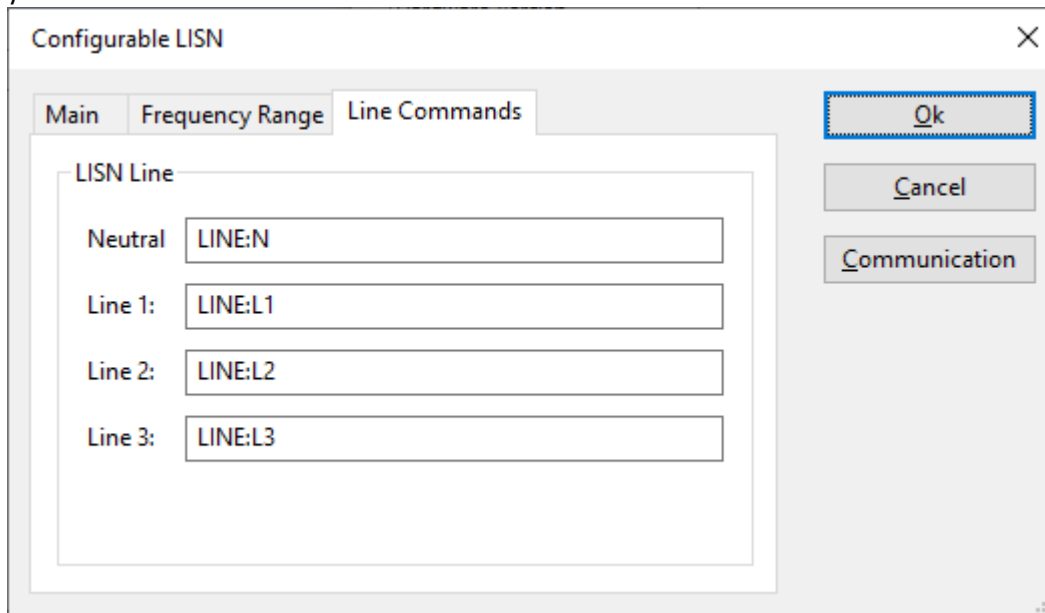 Configurable LISN
Main Frequency Range Line Commands
Ok
LISN Line
Cancel
Neutral LINE:N
Communication
Line 1: LINE:L1
Line 2: LINE:L2
Line 3: LINE:L3